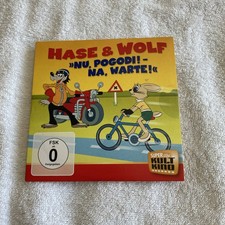 HASE & WOLF
»NU, POGODI! –
NA, WARTE!«
FSK
0
KULT
KINO